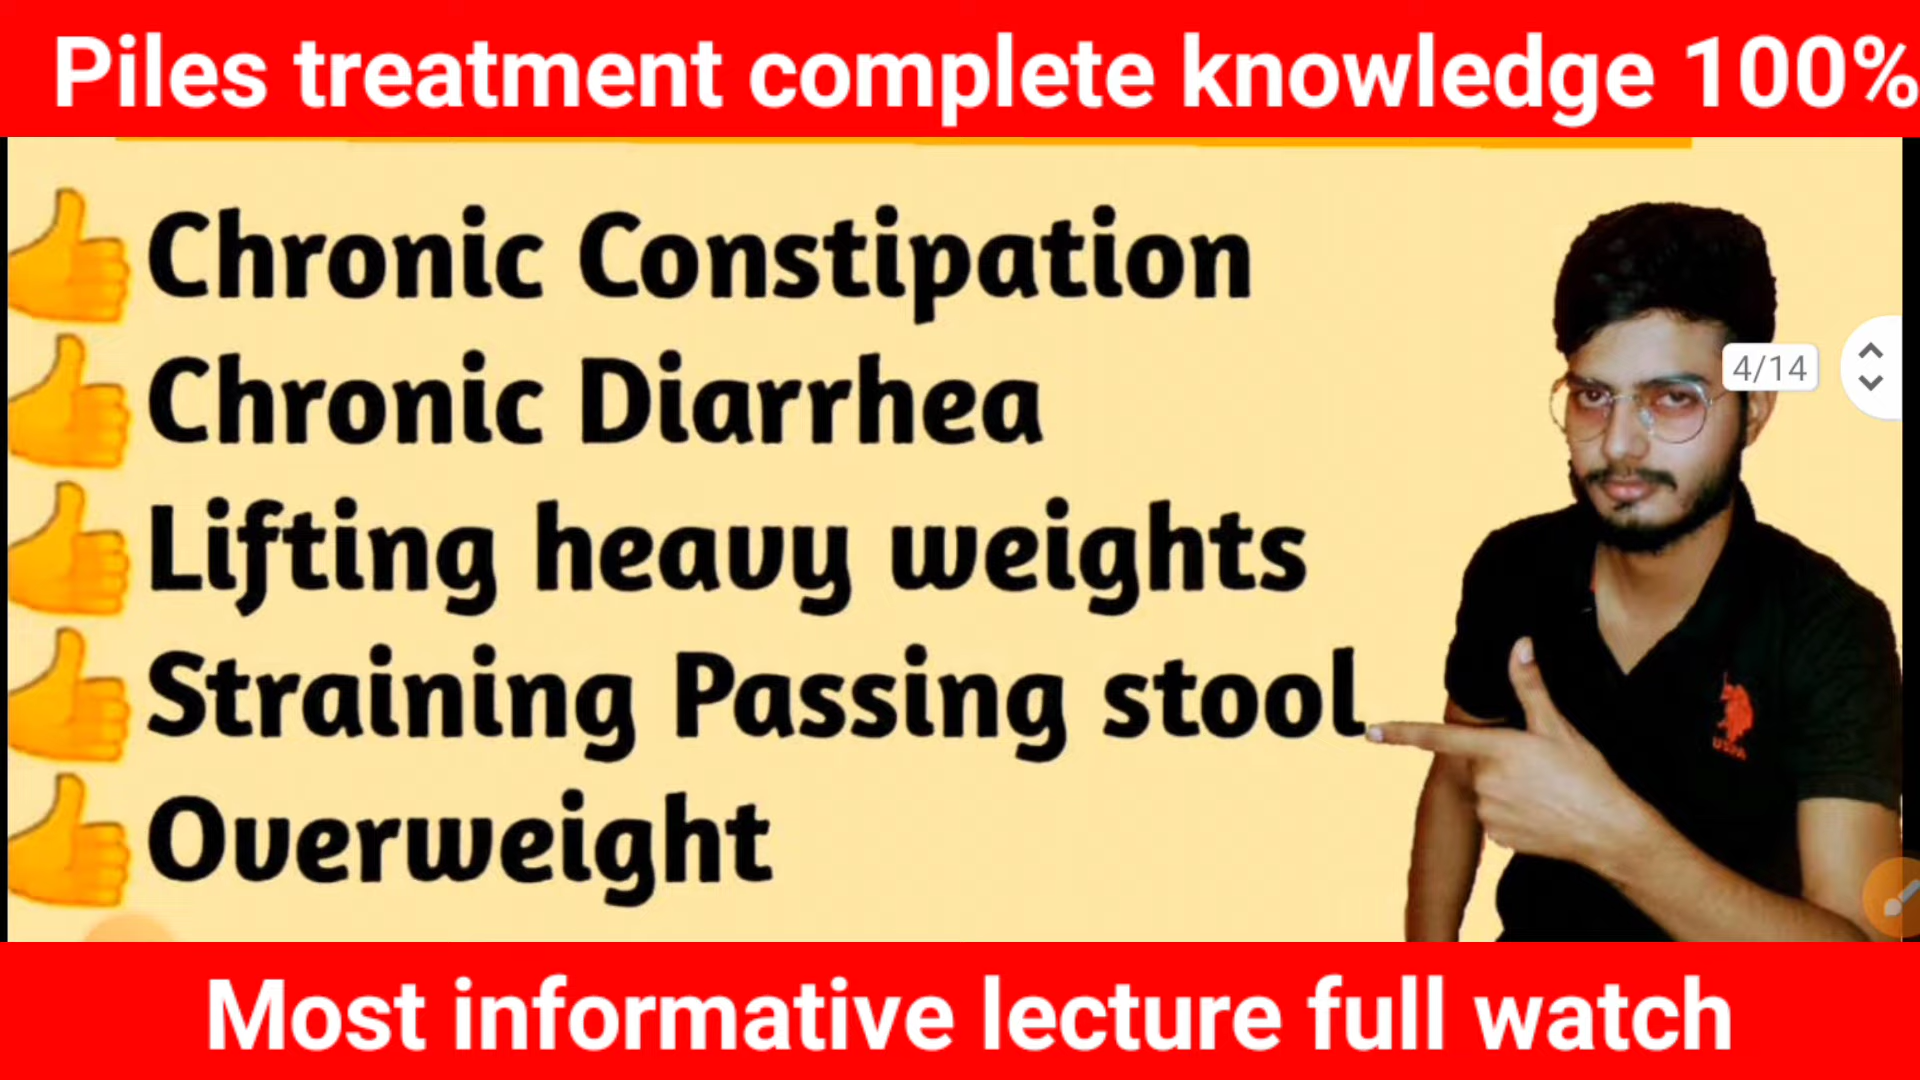 Piles treatment complete knowledge 100%
Chronic Constipation
Chronic Diarrhea
4/14
Lifting heavy weights
Straining Passing stool
USPA
Overweight
Most informative lecture full watch